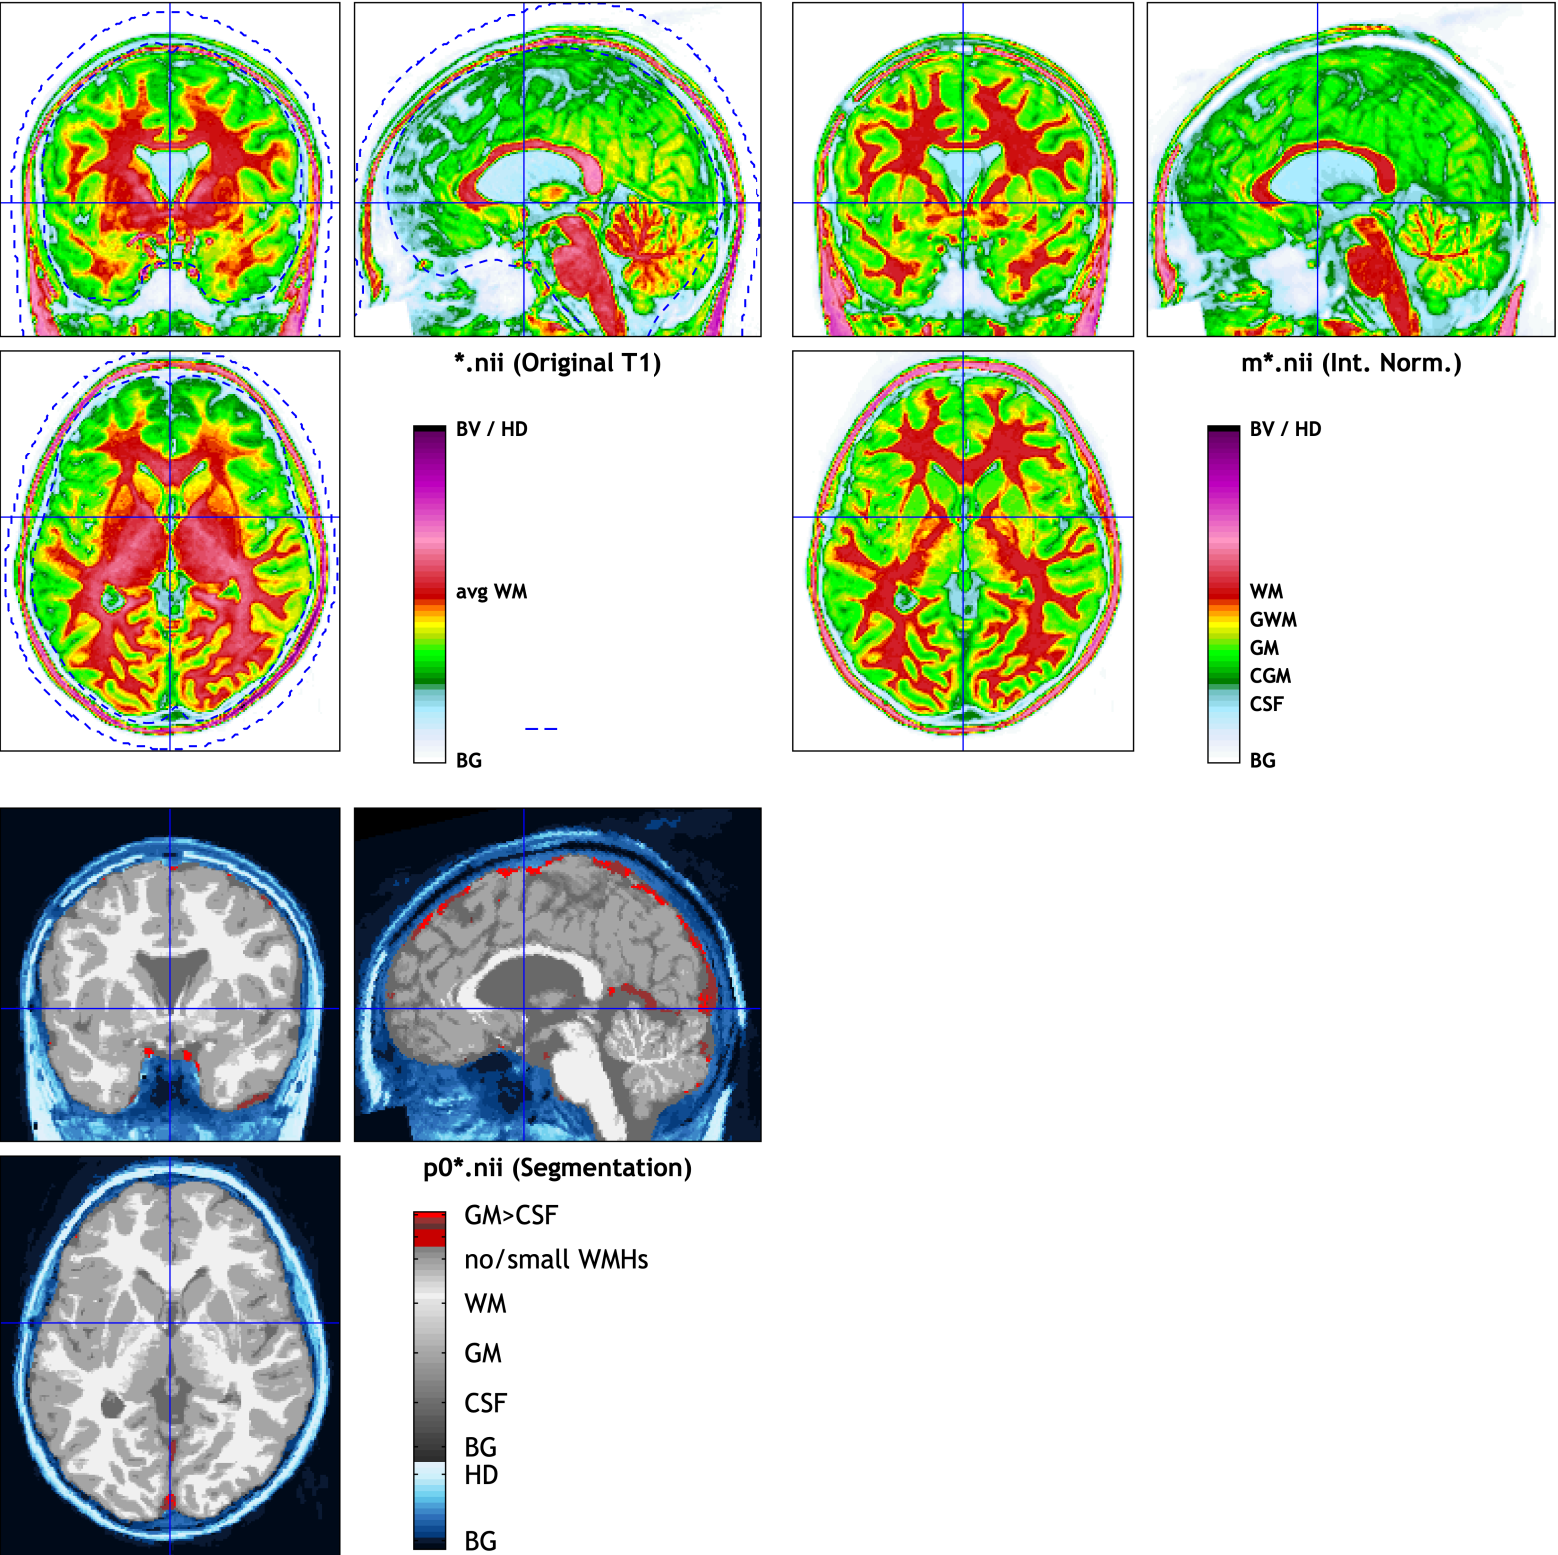 *.nii (Original T1)
BV / HD
avg WM
BG
m*.nii (Int. Norm.)
BV / HD
WM
GWM
GM
CGM
CSF
BG
p0*.nii (Segmentation)
GM>CSF
no/small WMHs
WM
GM
CSF
BG
HD
BG